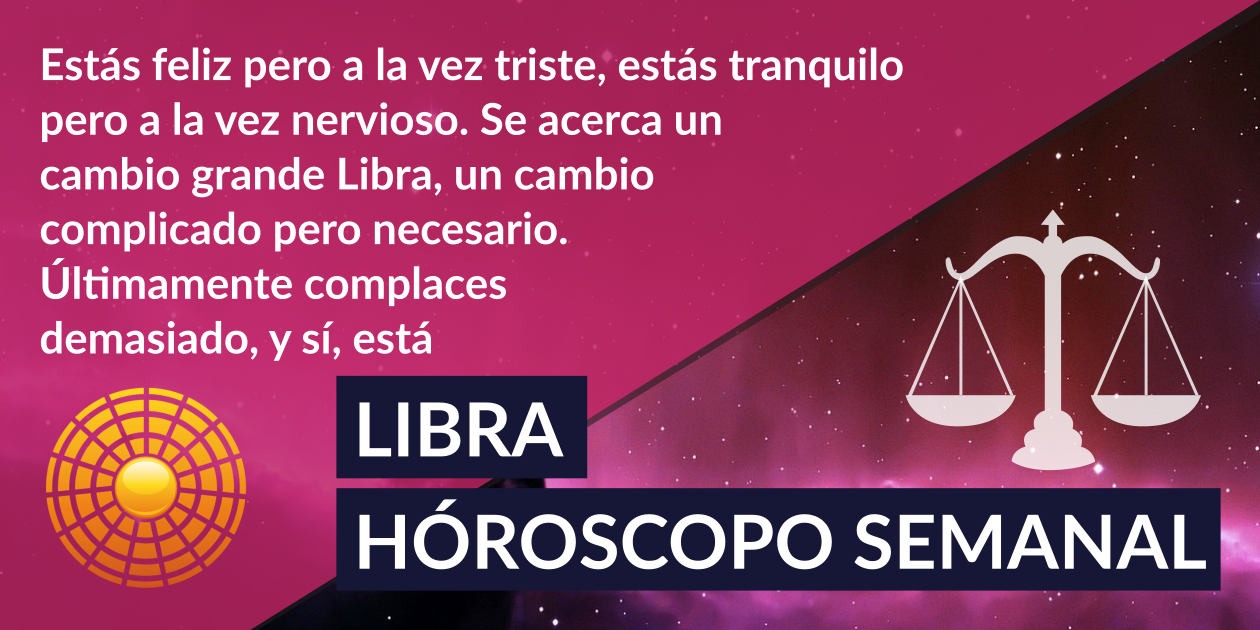 Estás feliz pero a la vez triste, estás tranquilo
pero a la vez nervioso. Se acerca un
cambio grande Libra, un cambio
complicado pero necesario.
Últimamente complaces
demasiado, y sí, está
LIBRA
HÓROSCOPO SEMANAL